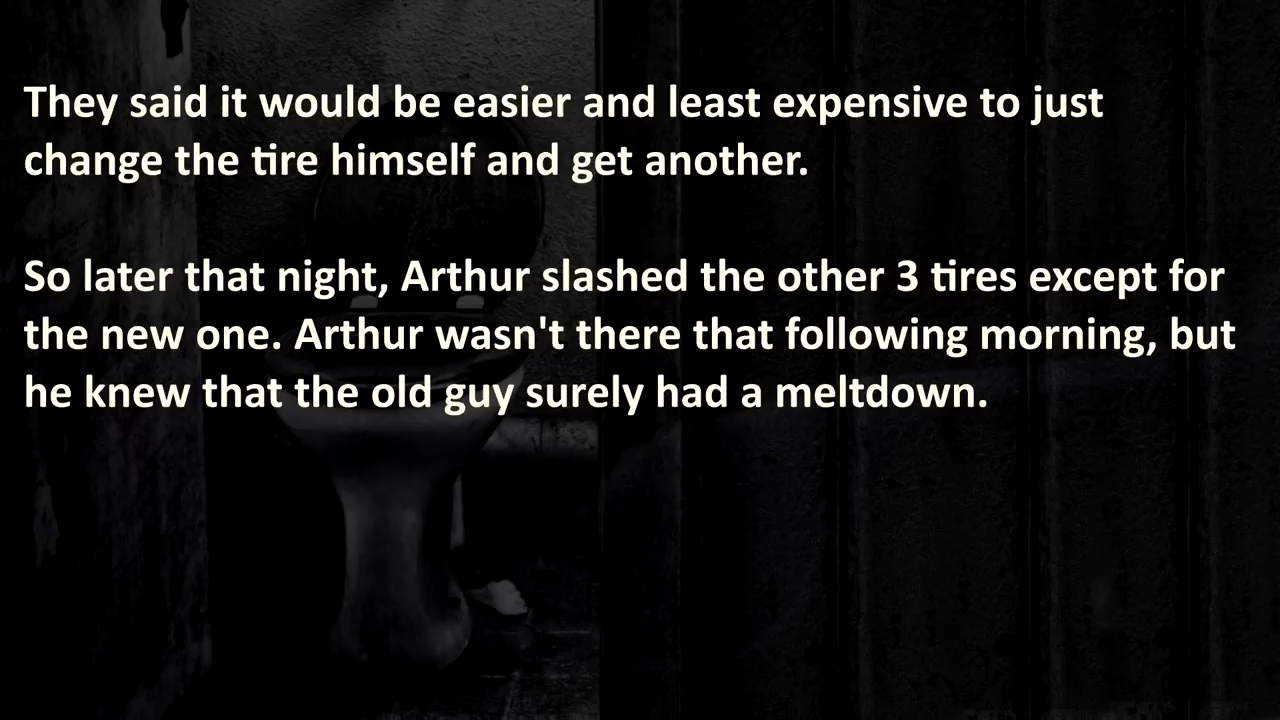 They said it would be easier and least expensive to just
change the tire himself and get another.
So later that night, Arthur slashed the other 3 tires except for
the new one. Arthur wasn't there that following morning, but
he knew that the old guy surely had a meltdown.